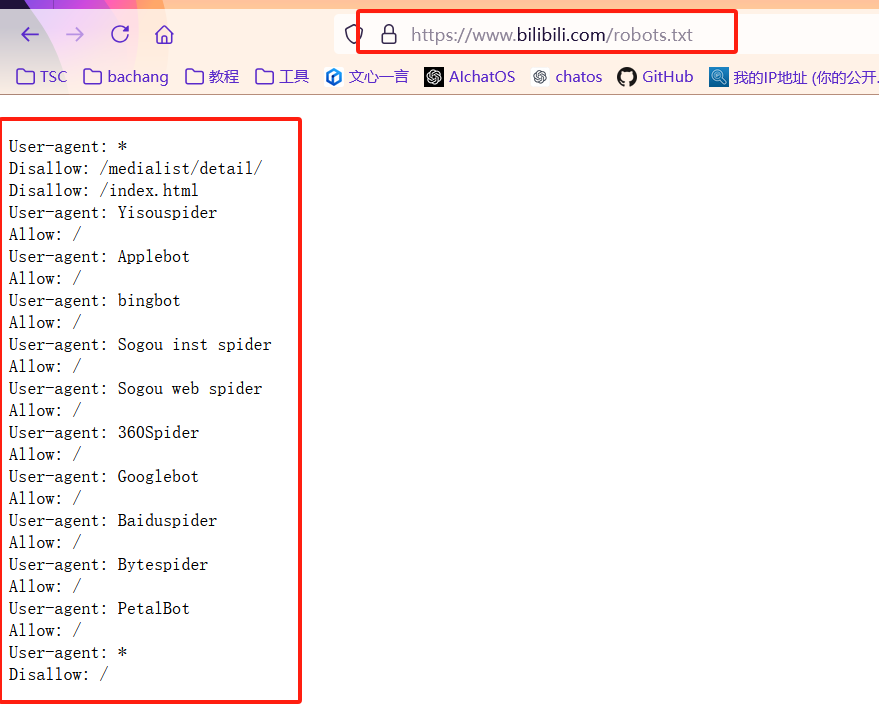 https://www.bilibili.com/robots.txt
TSC bachang 教程 工具 文心一言 AIchatOS chatos GitHub 我的IP地址 (你的公开
User-agent: *
Disallow: /medialist/detail/
Disallow: /index.html
User-agent: Yisouspider
Allow: /
User-agent: Applebot
Allow: /
User-agent: bingbot
Allow: /
User-agent: Sogou inst spider
Allow: /
User-agent: Sogou web spider
Allow: /
User-agent: 360Spider
Allow: /
User-agent: Googlebot
Allow: /
User-agent: Baiduspider
Allow: /
User-agent: Bytespider
Allow: /
User-agent: PetalBot
Allow: /
User-agent: *
Disallow: /